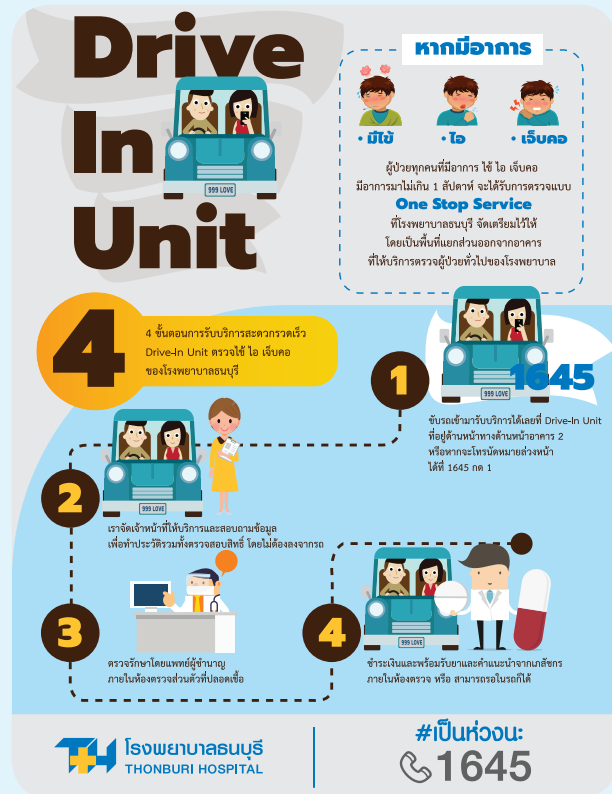 Drive
In
Unit
999 LOVE
หากมีอาการ
• มีไข้
• ไอ
• เจ็บคอ
ผู้ป่วยทุกคนที่มีอาการ ไข้ ไอ เจ็บคอ
มีอาการมาไม่เกิน 1 สัปดาห์ จะได้รับการตรวจแบบ
One Stop Service
ที่โรงพยาบาลธนบุรี จัดเตรียมไว้ให้
โดยเป็นพื้นที่แยกส่วนออกจากอาคาร
ที่ให้บริการตรวจผู้ป่วยทั่วไปของโรงพยาบาล
4
4 ขั้นตอนการรับบริการสะดวกรวดเร็ว
Drive-In Unit ตรวจไข้ ไอ เจ็บคอ
ของโรงพยาบาลธนบุรี
1
1645
999 LOVE
ขับรถเข้ามารับบริการได้เลยที่ Drive-In Unit
ที่อยู่ด้านหน้าทางด้านหน้าอาคาร 2
หรือหากจะโทรนัดหมายล่วงหน้า
ได้ที่ 1645 กด 1
2
999 LOVE
เราจัดเจ้าหน้าที่ให้บริการและสอบถามข้อมูล
เพื่อทำประวัติรวมทั้งตรวจสอบสิทธิ์ โดยไม่ต้องลงจากรถ
3
ตรวจรักษาโดยแพทย์ผู้ชำนาญ
ภายในห้องตรวจส่วนตัวที่ปลอดเชื้อ
4
999 LOVE
ชำระเงินและพร้อมรับยาและคำแนะนำจากเภสัชกร
ภายในห้องตรวจ หรือ สามารถรอในรถก็ได้
TH
โรงพยาบาลธนบุรี
THONBURI HOSPITAL
#เป็นห่วงนะ
1645